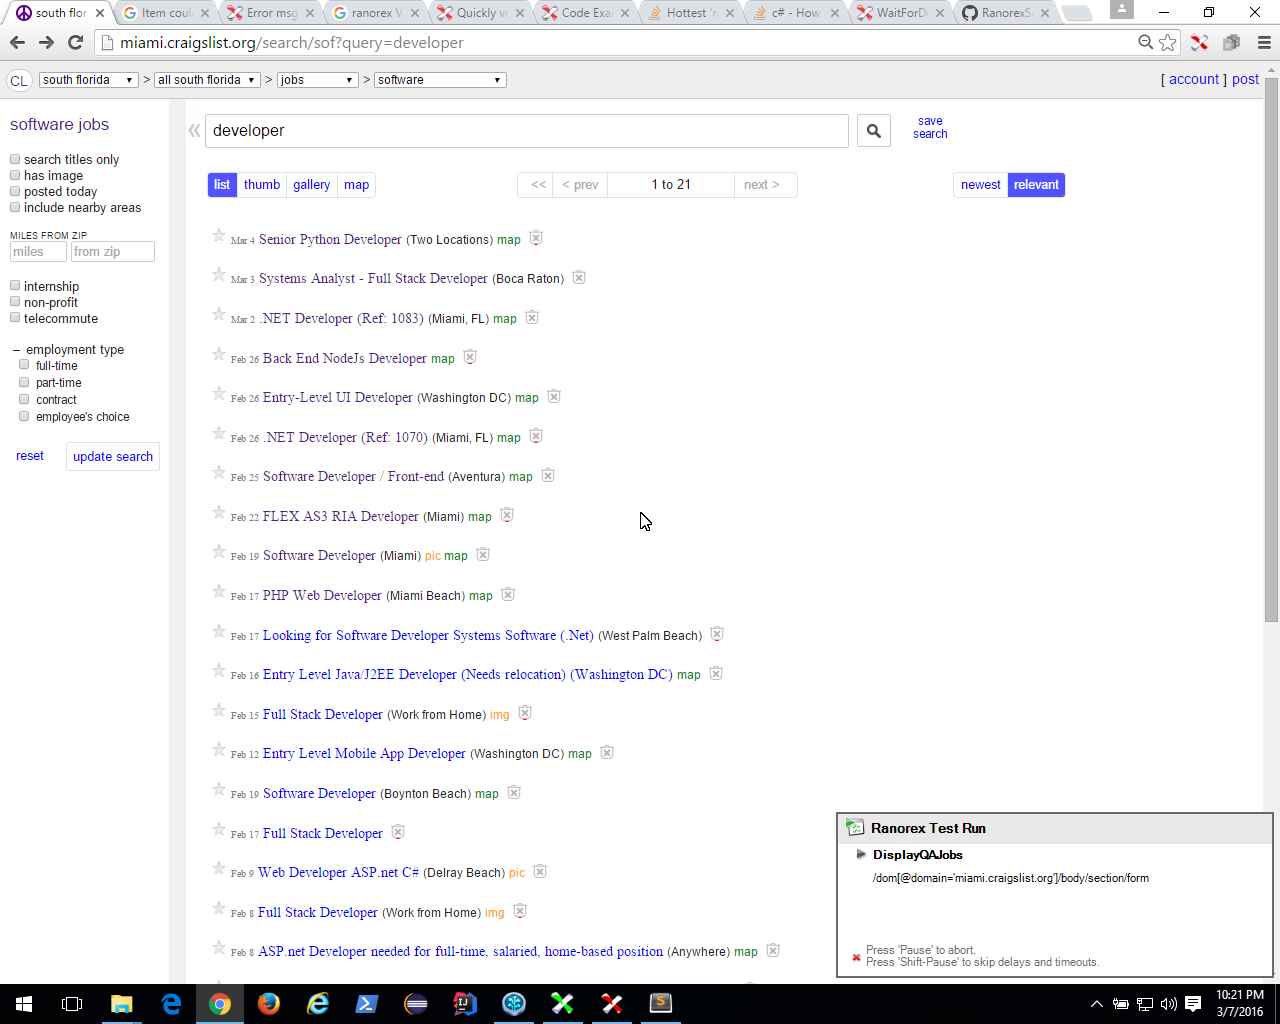 south flor
Item coul
Error msg
ranorex V
Quickly w
Code Exa
Hottest 'r
c# - How
WaitForD
RanorexS
miami.craigslist.org/search/sof?query=developer
CL south florida > all south florida > jobs > software [ account ] post
software jobs
search titles only
has image
posted today
include nearby areas
MILES FROM ZIP
miles from zip
internship
non-profit
telecommute
– employment type
full-time
part-time
contract
employee's choice
reset update search
« developer save search
list thumb gallery map << < prev 1 to 21 next > newest relevant
Mar 4 Senior Python Developer (Two Locations) map
Mar 3 Systems Analyst - Full Stack Developer (Boca Raton)
Mar 2 .NET Developer (Ref: 1083) (Miami, FL) map
Feb 26 Back End NodeJs Developer map
Feb 26 Entry-Level UI Developer (Washington DC) map
Feb 26 .NET Developer (Ref: 1070) (Miami, FL) map
Feb 25 Software Developer / Front-end (Aventura) map
Feb 22 FLEX AS3 RIA Developer (Miami) map
Feb 19 Software Developer (Miami) pic map
Feb 17 PHP Web Developer (Miami Beach) map
Feb 17 Looking for Software Developer Systems Software (.Net) (West Palm Beach)
Feb 16 Entry Level Java/J2EE Developer (Needs relocation) (Washington DC) map
Feb 15 Full Stack Developer (Work from Home) img
Feb 12 Entry Level Mobile App Developer (Washington DC) map
Feb 19 Software Developer (Boynton Beach) map
Feb 17 Full Stack Developer
Feb 9 Web Developer ASP.net C# (Delray Beach) pic
Feb 8 Full Stack Developer (Work from Home) img
Feb 8 ASP.net Developer needed for full-time, salaried, home-based position (Anywhere) map
Ranorex Test Run
DisplayQAJobs
/dom[@domain='miami.craigslist.org']/body/section/form
Press 'Pause' to abort.
Press 'Shift-Pause' to skip delays and timeouts.
10:21 PM
3/7/2016